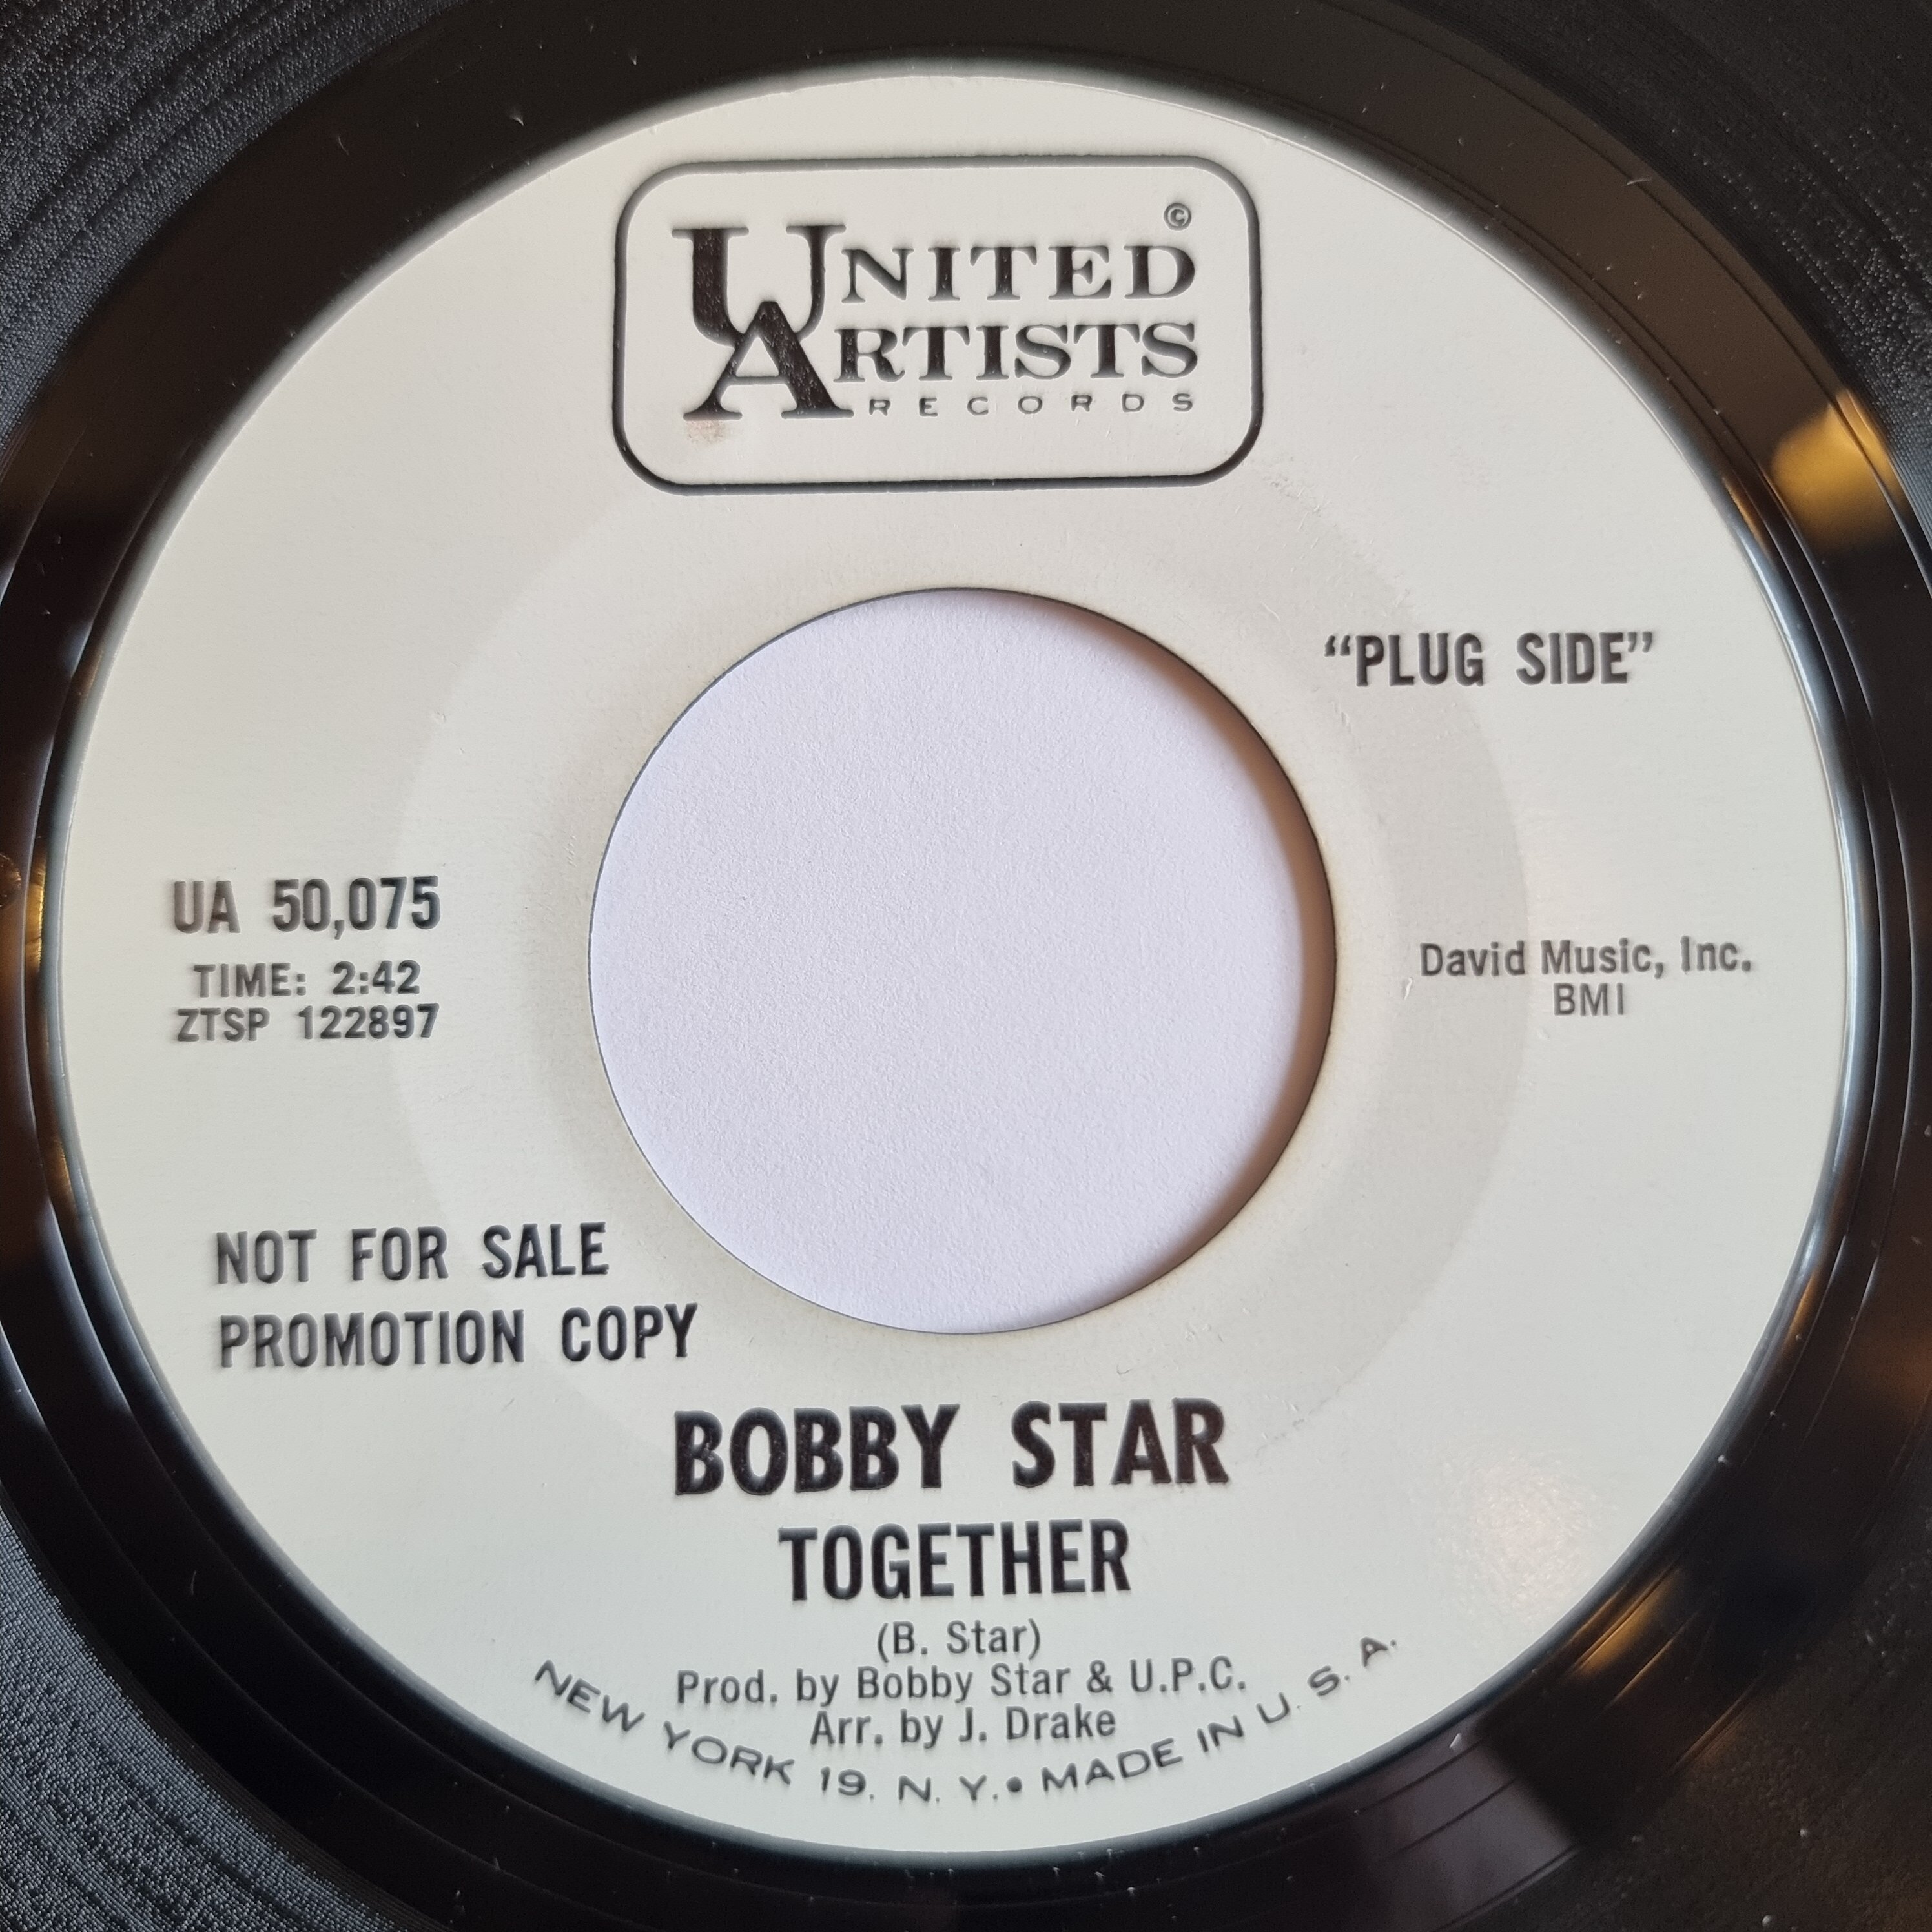 ©
UNITED
ARTISTS
RECORDS
“PLUG SIDE”
UA 50,075
TIME: 2:42
ZTSP 122897
David Music, Inc.
BMI
NOT FOR SALE
PROMOTION COPY
BOBBY STAR
TOGETHER
(B. Star)
Prod. by Bobby Star & U.P.C.
Arr. by J. Drake
NEW YORK 19. N. Y. • MADE IN U. S. A.